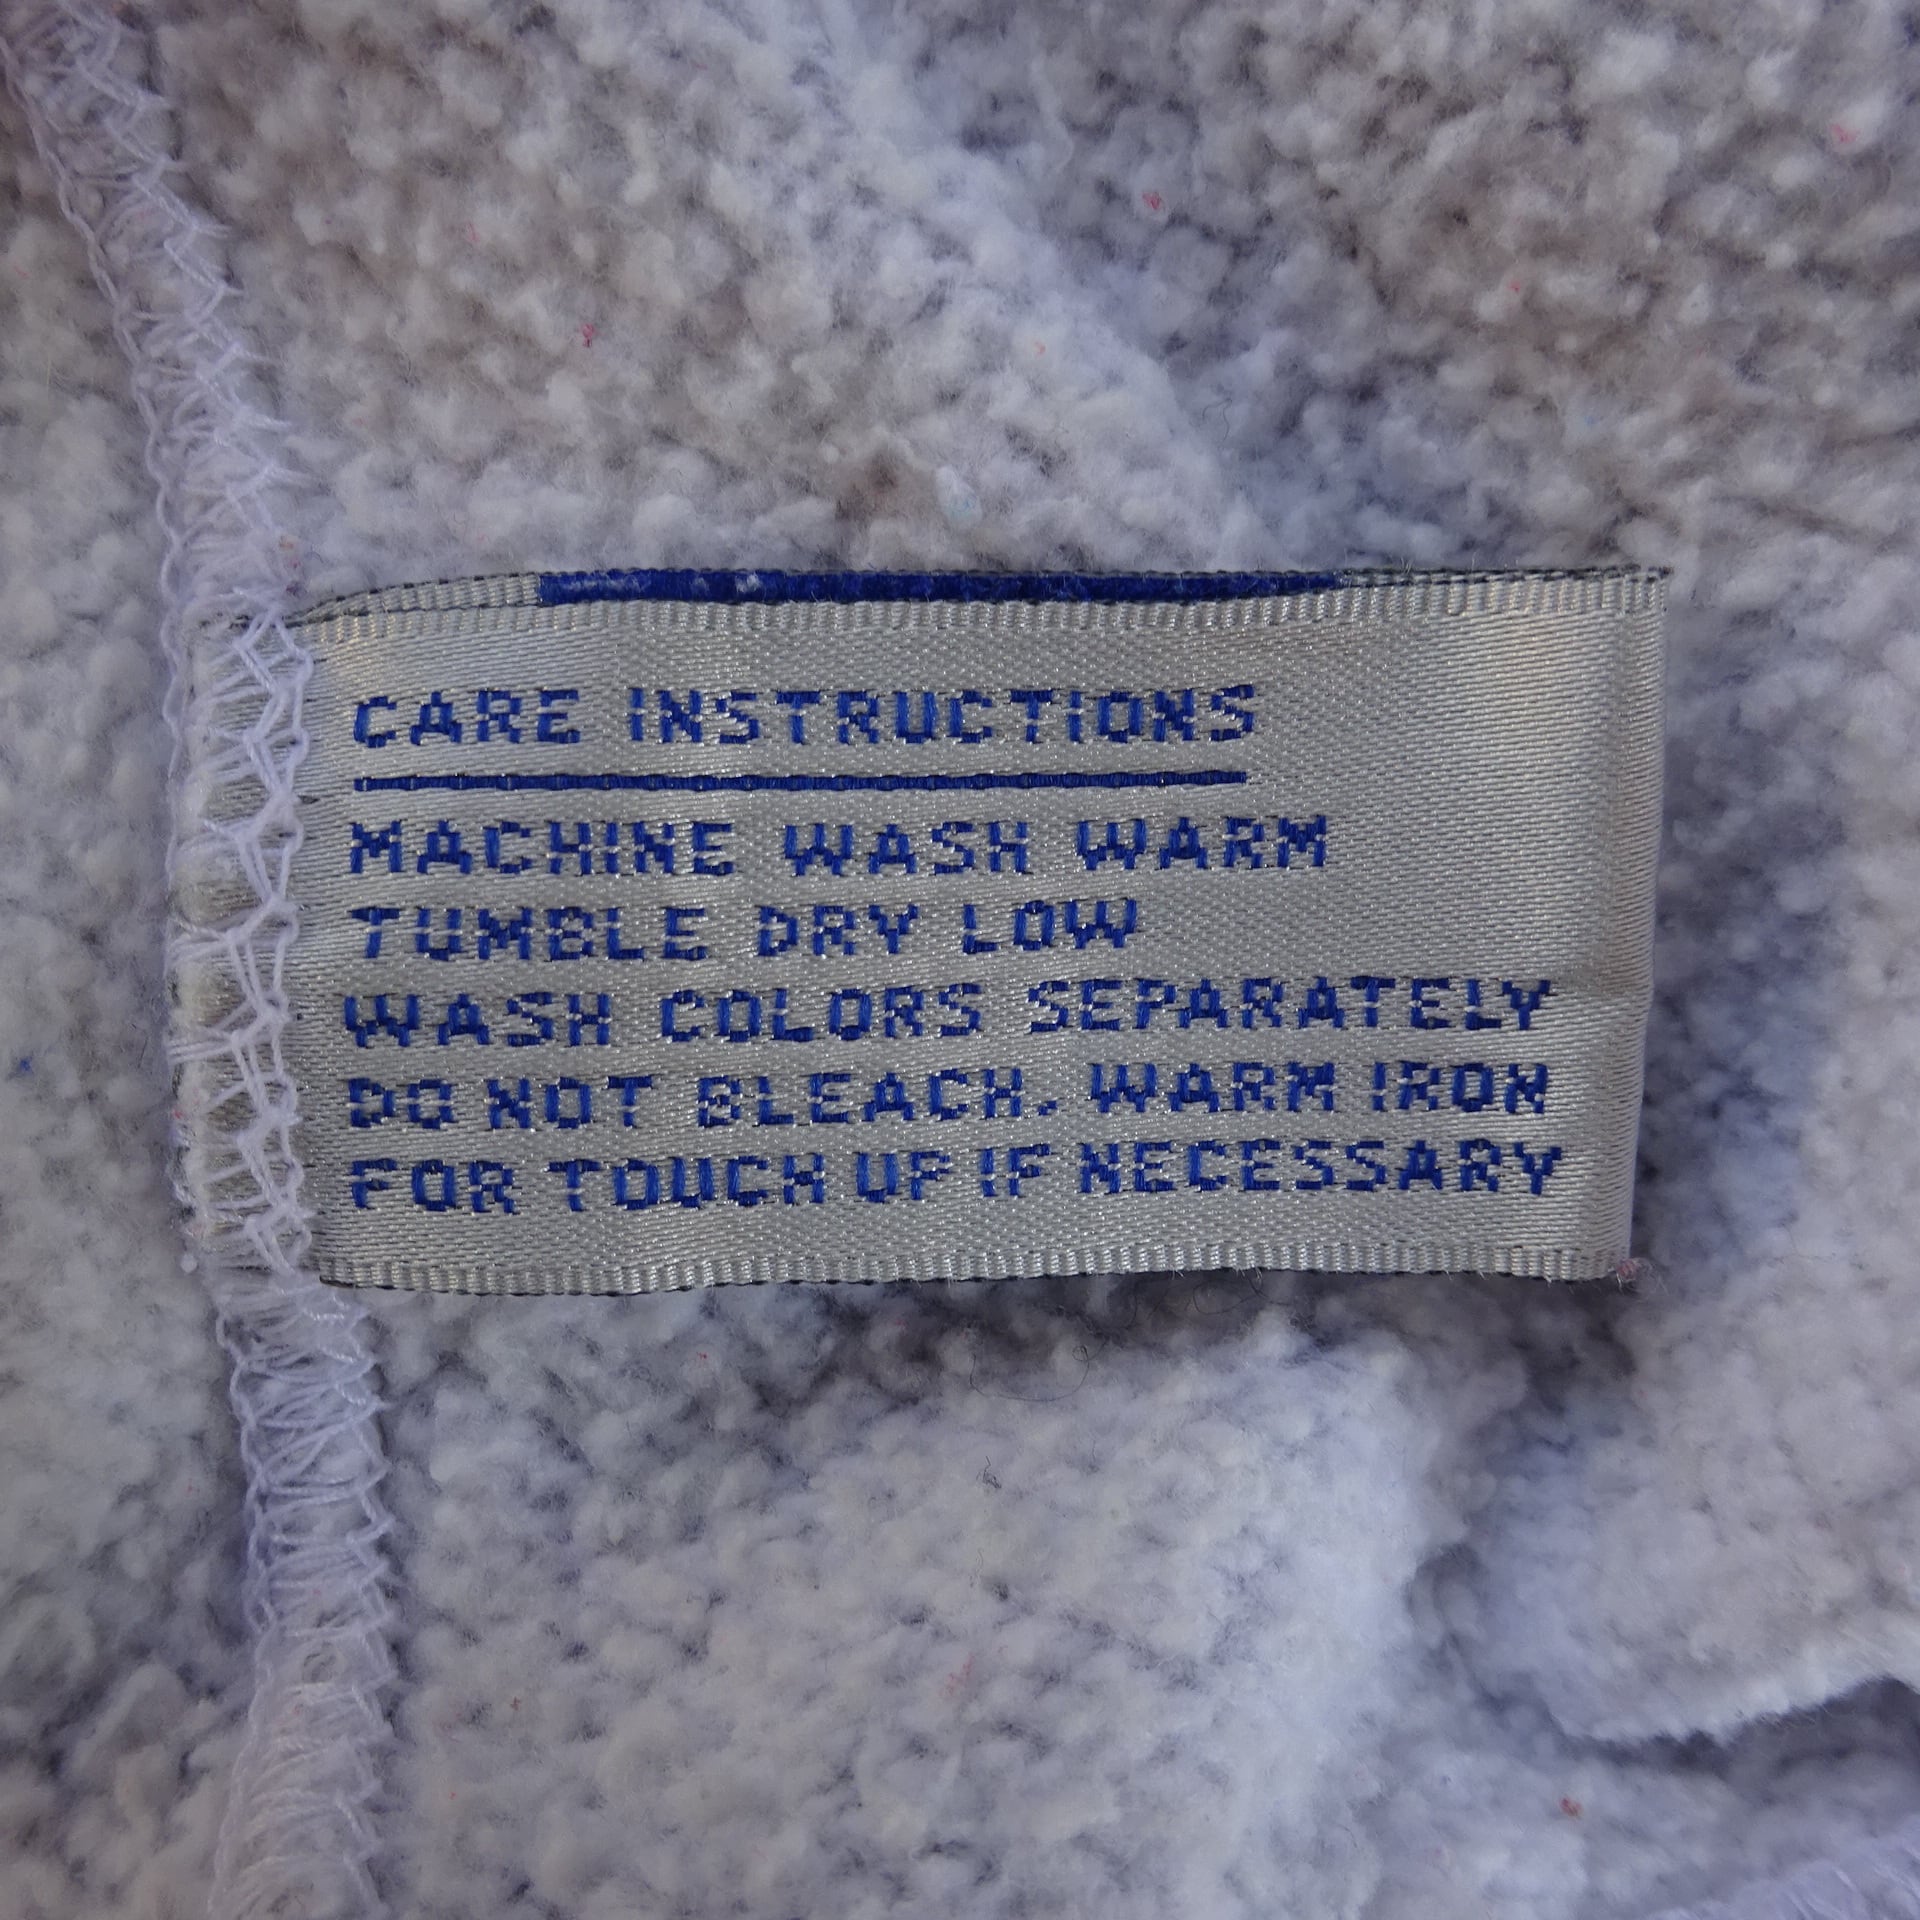 CARE INSTRUCTIONS
MACHINE WASH WARM
TUMBLE DRY LOW
WASH COLORS SEPARATELY
DO NOT BLEACH. WARM IRON
FOR TOUCH UP IF NECESSARY